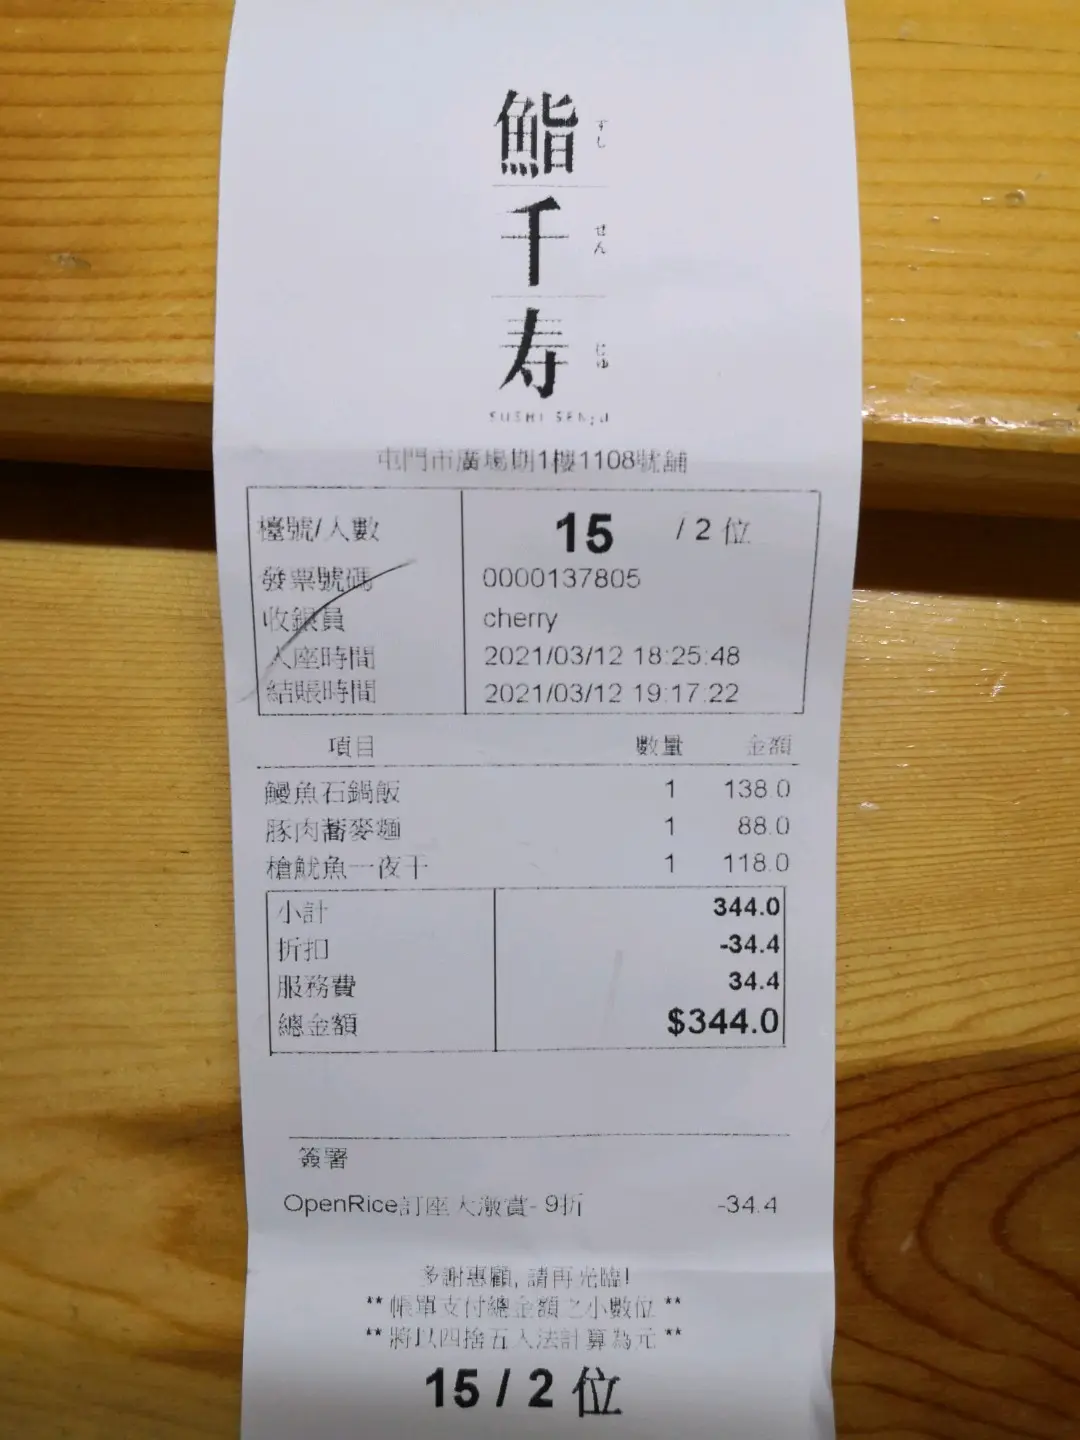 鮨 すし
千 せん
寿 じゅ
SUSHI SENJU
屯門市廣場期1樓1108號舖
檯號/人數 15 / 2 位
發票號碼 0000137805
收銀員 cherry
入座時間 2021/03/12 18:25:48
結賬時間 2021/03/12 19:17:22
項目 數量 金額
鰻魚石鍋飯 1 138.0
豚肉蕎麥麵 1 88.0
槍魷魚一夜干 1 118.0
小計 344.0
折扣 -34.4
服務費 34.4
總金額 $344.0
簽署
OpenRice訂座大激賞- 9折 -34.4
多謝惠顧, 請再光臨!
** 帳單支付總金額之小數位 **
** 將以四捨五入法計算為元 **
15 / 2 位